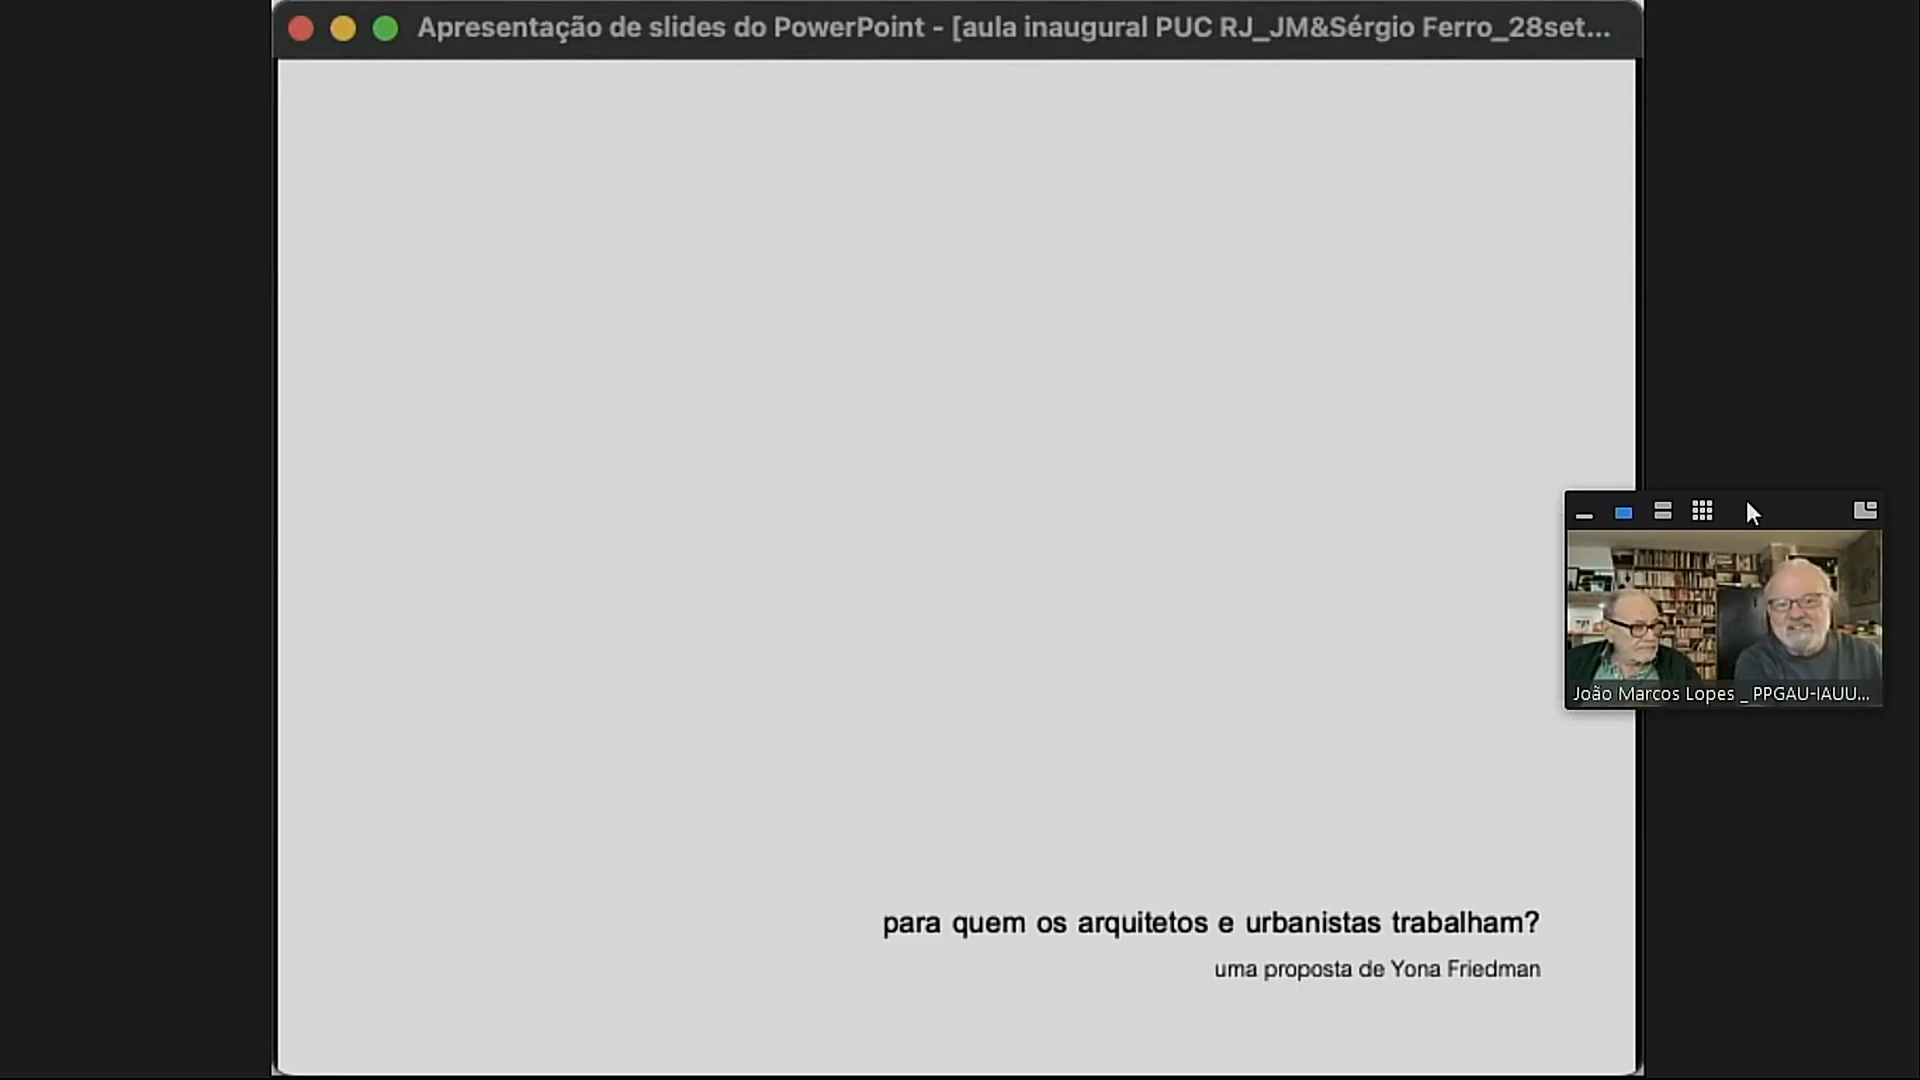 Apresentação de slides do PowerPoint - [aula inaugural PUC RJ_JM&Sérgio Ferro_28set...
João Marcos Lopes _ PPGAU-IAUU...
para quem os arquitetos e urbanistas trabalham?
uma proposta de Yona Friedman